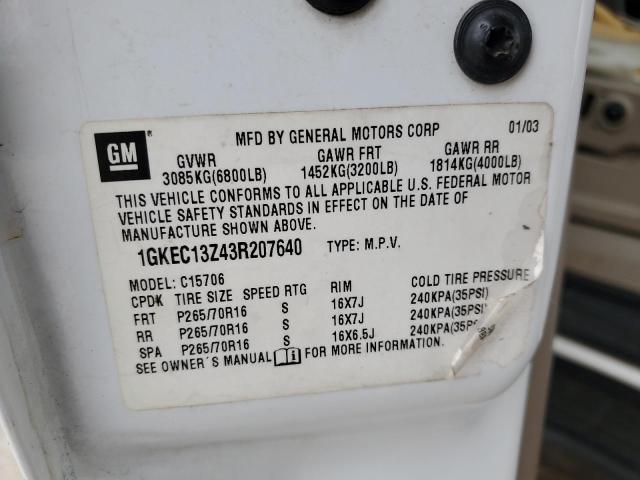 GM
MFD BY GENERAL MOTORS CORP 01/03
GVWR GAWR FRT GAWR RR
3085KG(6800LB) 1452KG(3200LB) 1814KG(4000LB)
THIS VEHICLE CONFORMS TO ALL APPLICABLE U.S. FEDERAL MOTOR
VEHICLE SAFETY STANDARDS IN EFFECT ON THE DATE OF
MANUFACTURE SHOWN ABOVE.
1GKEC13Z43R207640 TYPE: M.P.V.
MODEL: C15706
CPDK TIRE SIZE SPEED RTG RIM COLD TIRE PRESSURE
FRT P265/70R16 S 16X7J 240KPA(35PSI)
RR P265/70R16 S 16X7J 240KPA(35PSI)
SPA P265/70R16 S 16X6.5J 240KPA(35PS
SEE OWNER'S MANUAL FOR MORE INFORMATION.